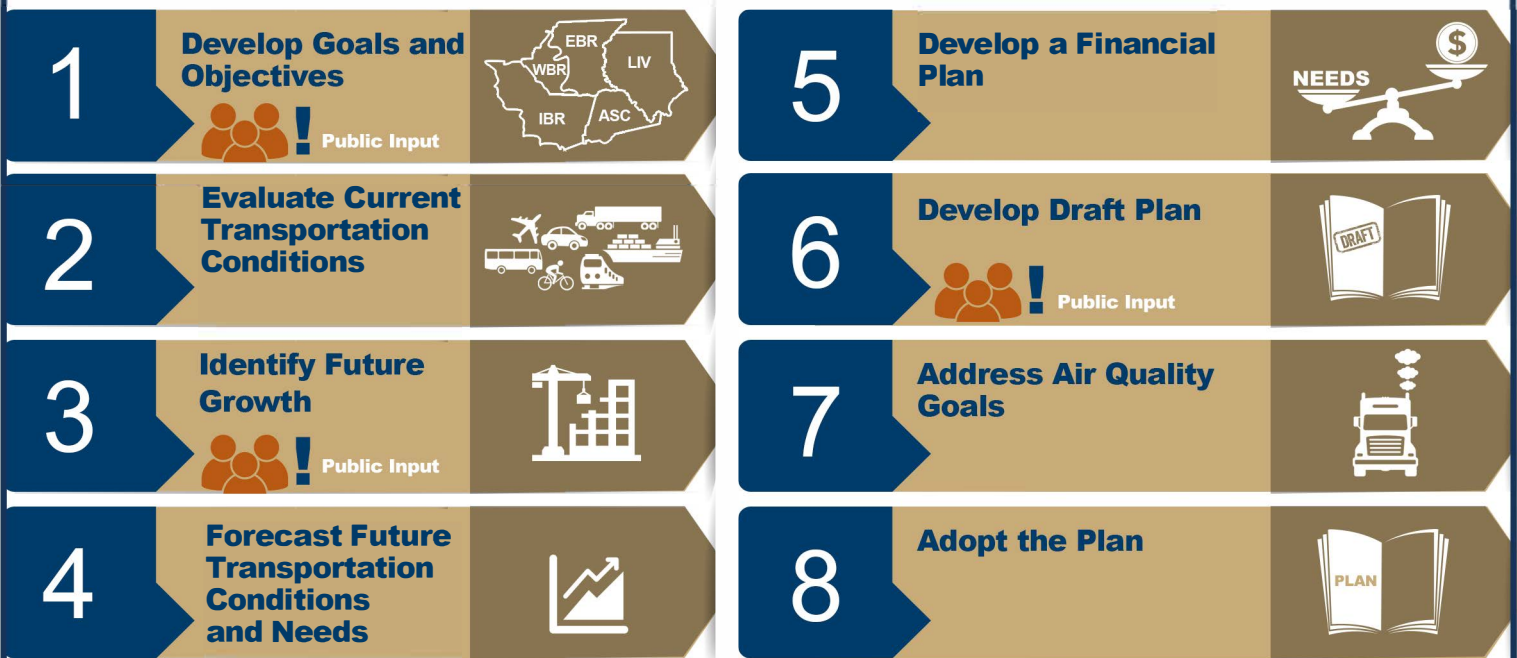 1
Develop Goals and
Objectives
! Public Input
EBR
WBR
LIV
IBR
ASC
2
Evaluate Current
Transportation
Conditions
3
Identify Future
Growth
! Public Input
4
Forecast Future
Transportation
Conditions
and Needs
5
Develop a Financial
Plan
NEEDS
$
6
Develop Draft Plan
! Public Input
DRAFT
7
Address Air Quality
Goals
8
Adopt the Plan
PLAN